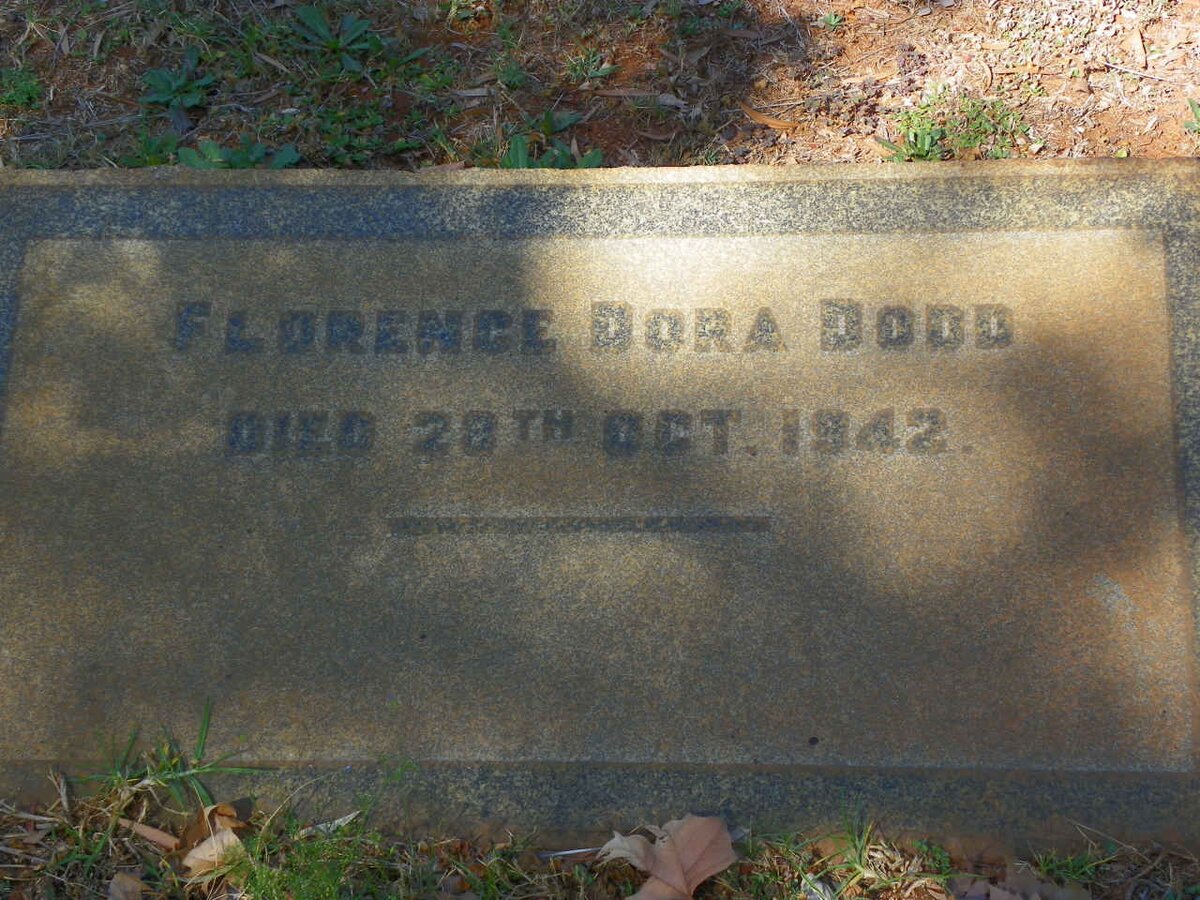 FLORENCE DORA DODD
DIED 28TH OCT. 1942.